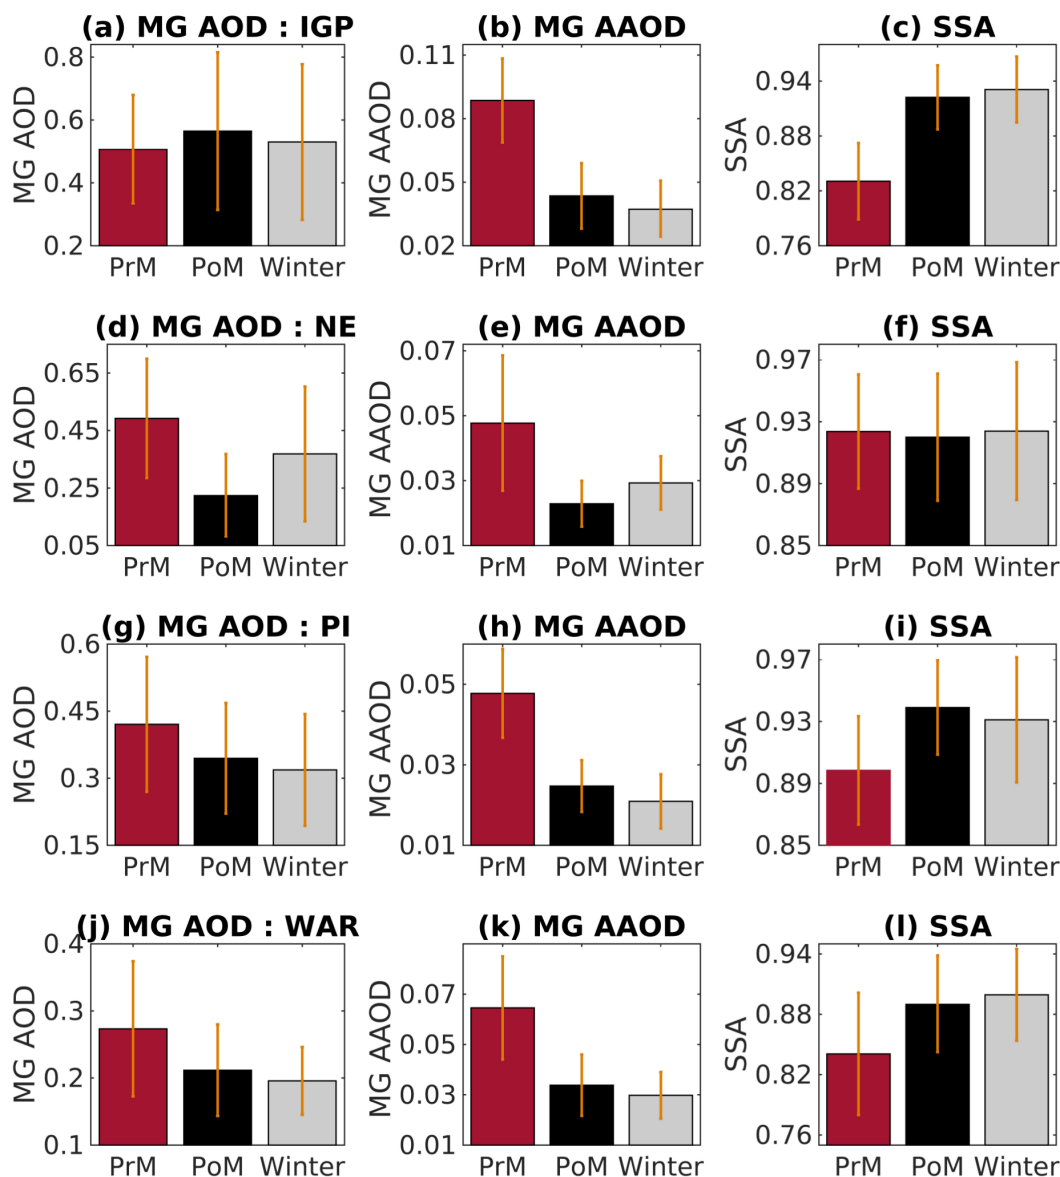 (a) MG AOD : IGP
MG AOD
0.8
0.6
0.4
0.2
PrM PoM Winter
(b) MG AAOD
MG AAOD
0.11
0.08
0.05
0.02
PrM PoM Winter
(c) SSA
SSA
0.94
0.88
0.82
0.76
PrM PoM Winter
(d) MG AOD : NE
MG AOD
0.65
0.45
0.25
0.05
PrM PoM Winter
(e) MG AAOD
MG AAOD
0.07
0.05
0.03
0.01
PrM PoM Winter
(f) SSA
SSA
0.97
0.93
0.89
0.85
PrM PoM Winter
(g) MG AOD : PI
MG AOD
0.6
0.45
0.3
0.15
PrM PoM Winter
(h) MG AAOD
MG AAOD
0.05
0.03
0.01
PrM PoM Winter
(i) SSA
SSA
0.97
0.93
0.89
0.85
PrM PoM Winter
(j) MG AOD : WAR
MG AOD
0.4
0.3
0.2
0.1
PrM PoM Winter
(k) MG AAOD
MG AAOD
0.07
0.05
0.03
0.01
PrM PoM Winter
(l) SSA
SSA
0.94
0.88
0.82
0.76
PrM PoM Winter